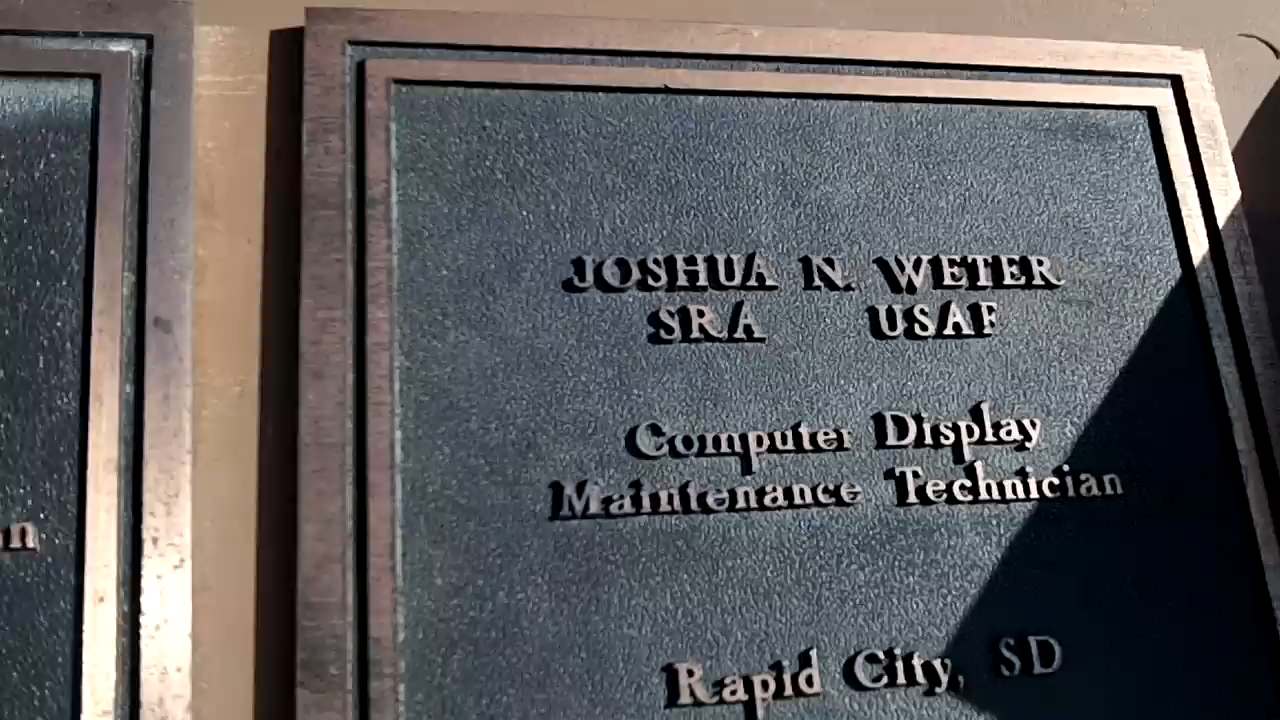 JOSHUA N. WETER
SRA USAF
Computer Display
Maintenance Technician
Rapid City, SD
n